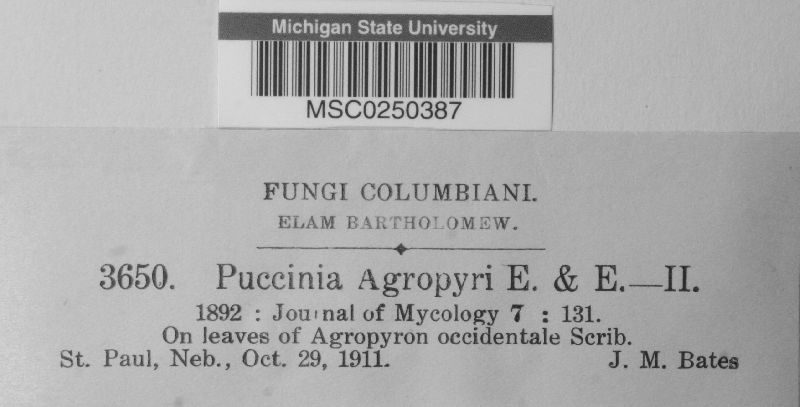 Michigan State University
MSC0250387
FUNGI COLUMBIANI.
ELAM BARTHOLOMEW.
3650. Puccinia Agropyri E. & E.—II.
1892 : Journal of Mycology 7 : 131.
On leaves of Agropyron occidentale Scrib.
St. Paul, Neb., Oct. 29, 1911. J. M. Bates